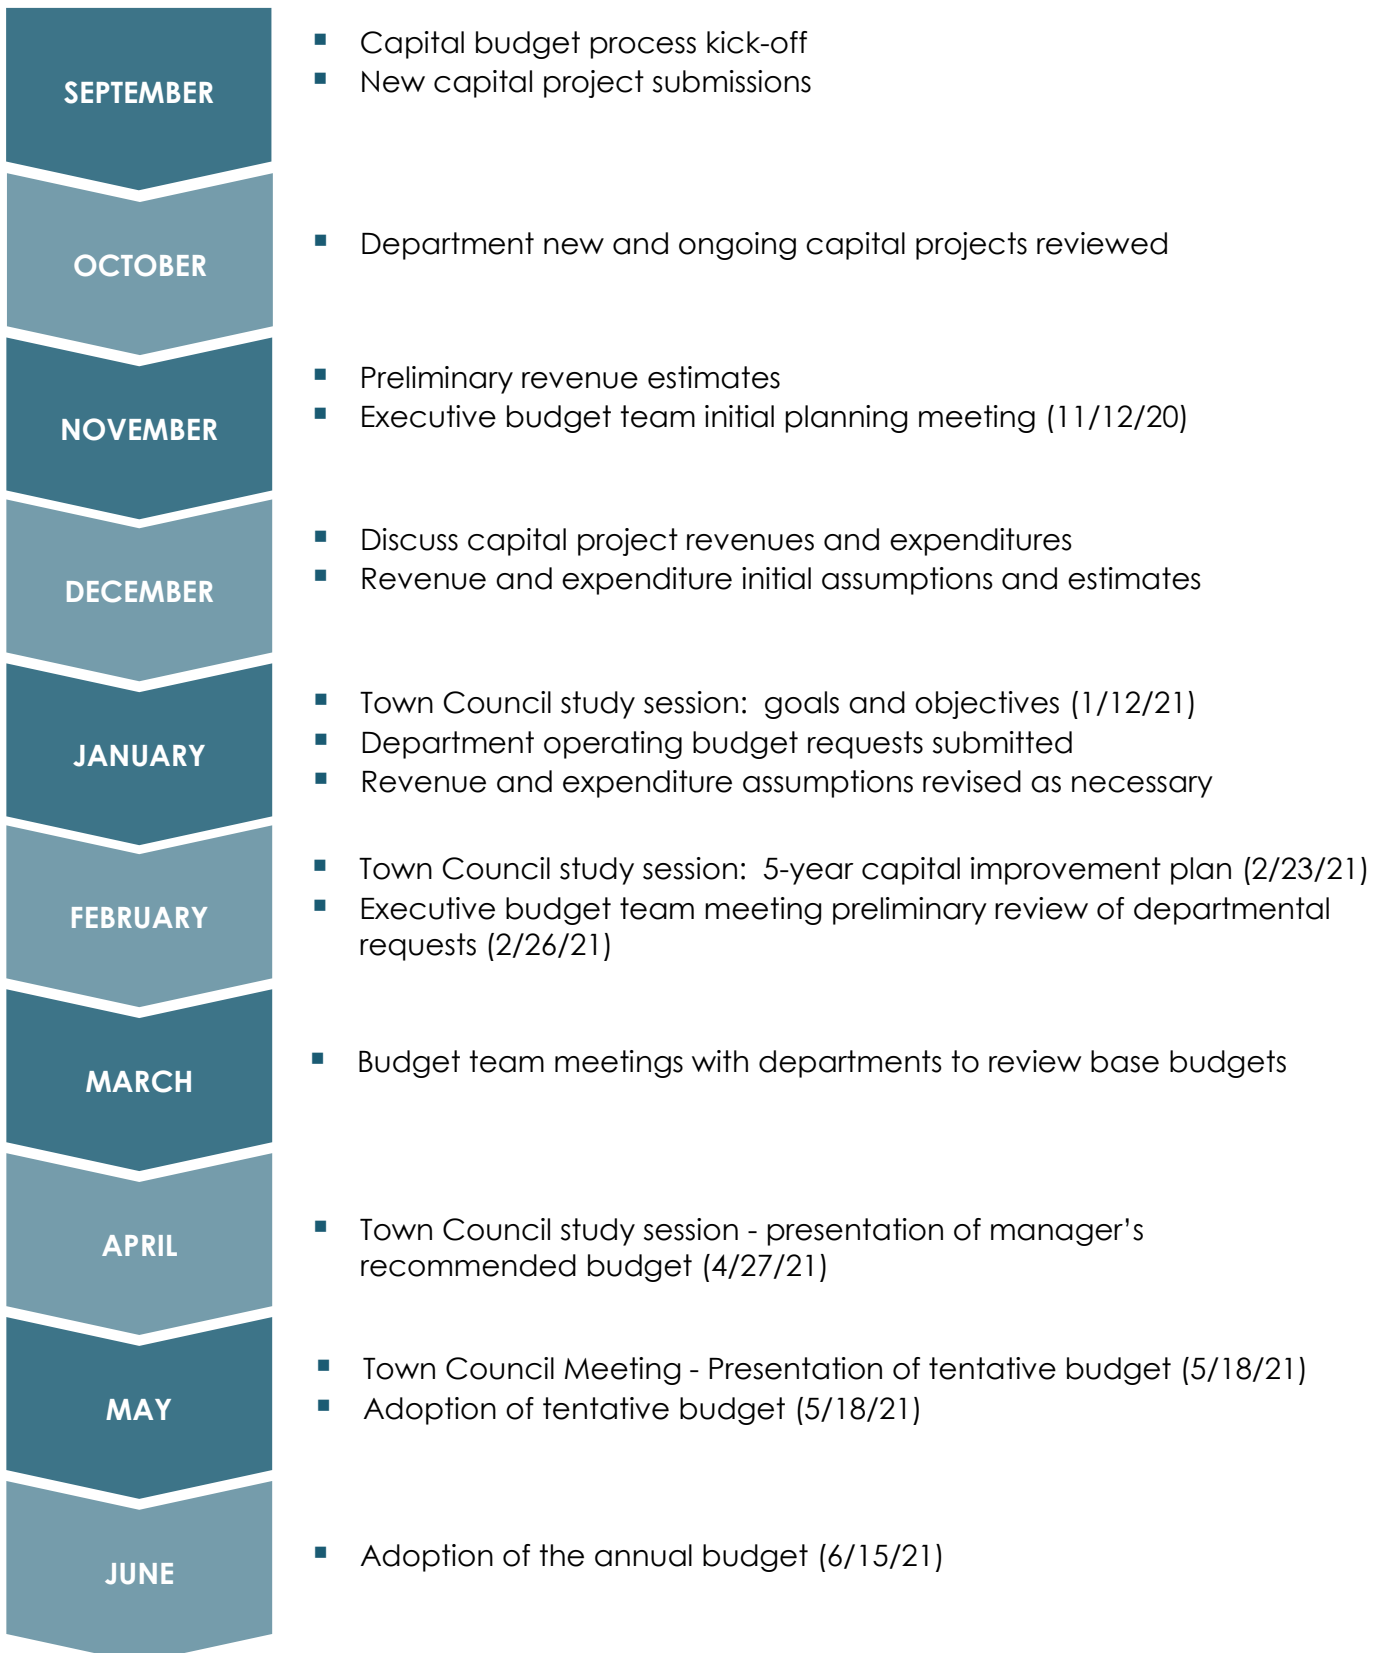 SEPTEMBER
▪ Capital budget process kick-off
▪ New capital project submissions
OCTOBER
▪ Department new and ongoing capital projects reviewed
NOVEMBER
▪ Preliminary revenue estimates
▪ Executive budget team initial planning meeting (11/12/20)
DECEMBER
▪ Discuss capital project revenues and expenditures
▪ Revenue and expenditure initial assumptions and estimates
JANUARY
▪ Town Council study session:  goals and objectives (1/12/21)
▪ Department operating budget requests submitted
▪ Revenue and expenditure assumptions revised as necessary
FEBRUARY
▪ Town Council study session:  5-year capital improvement plan (2/23/21)
▪ Executive budget team meeting preliminary review of departmental
requests (2/26/21)
MARCH
▪ Budget team meetings with departments to review base budgets
APRIL
▪ Town Council study session - presentation of manager’s
recommended budget (4/27/21)
MAY
▪ Town Council Meeting - Presentation of tentative budget (5/18/21)
▪ Adoption of tentative budget (5/18/21)
JUNE
▪ Adoption of the annual budget (6/15/21)